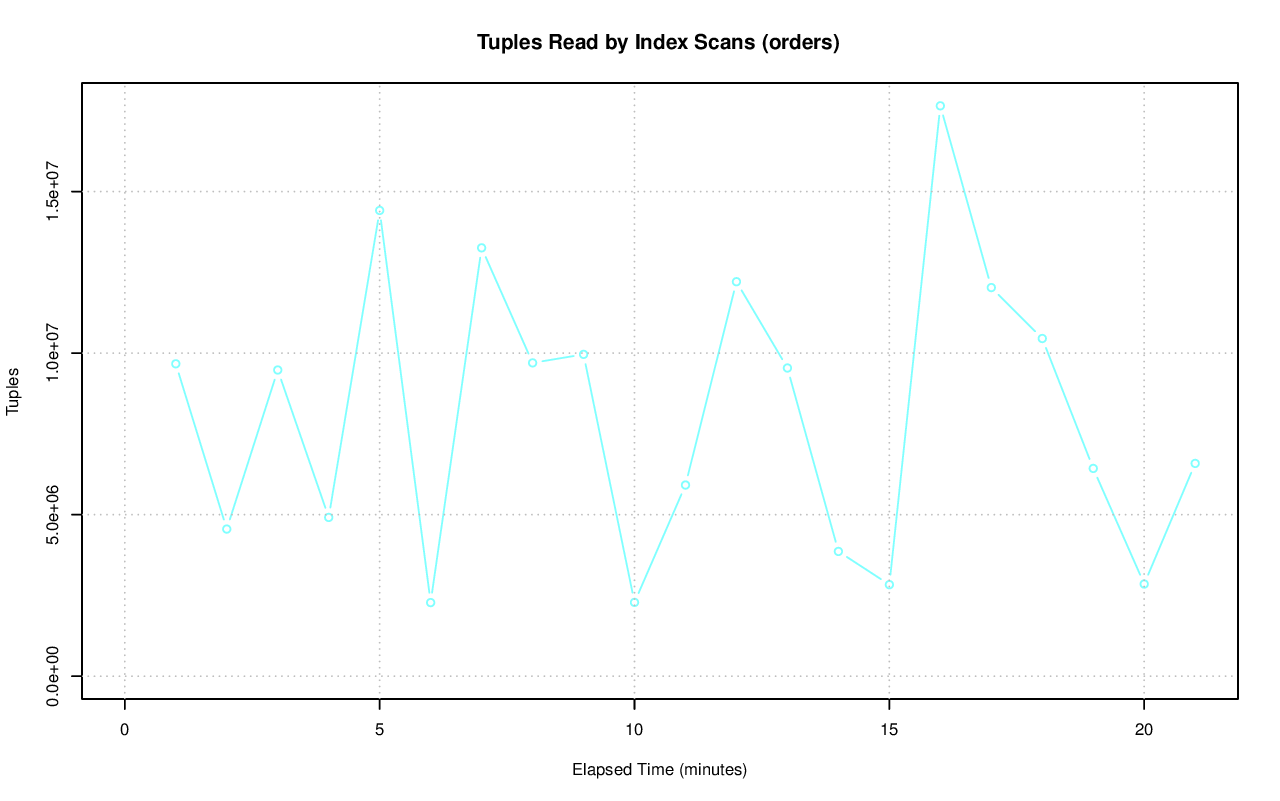 Tuples Read by Index Scans (orders)
Tuples
1.5e+07
1.0e+07
5.0e+06
0.0e+00
0 5 10 15 20
Elapsed Time (minutes)